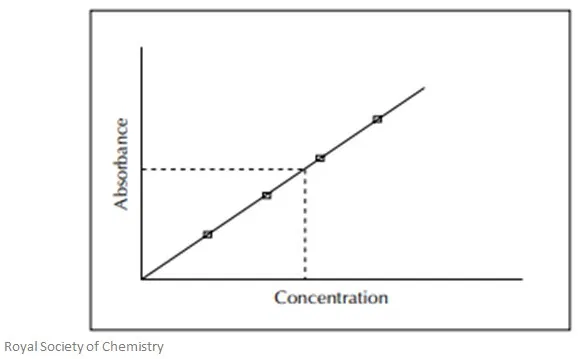 Absorbance
Concentration
Royal Society of Chemistry